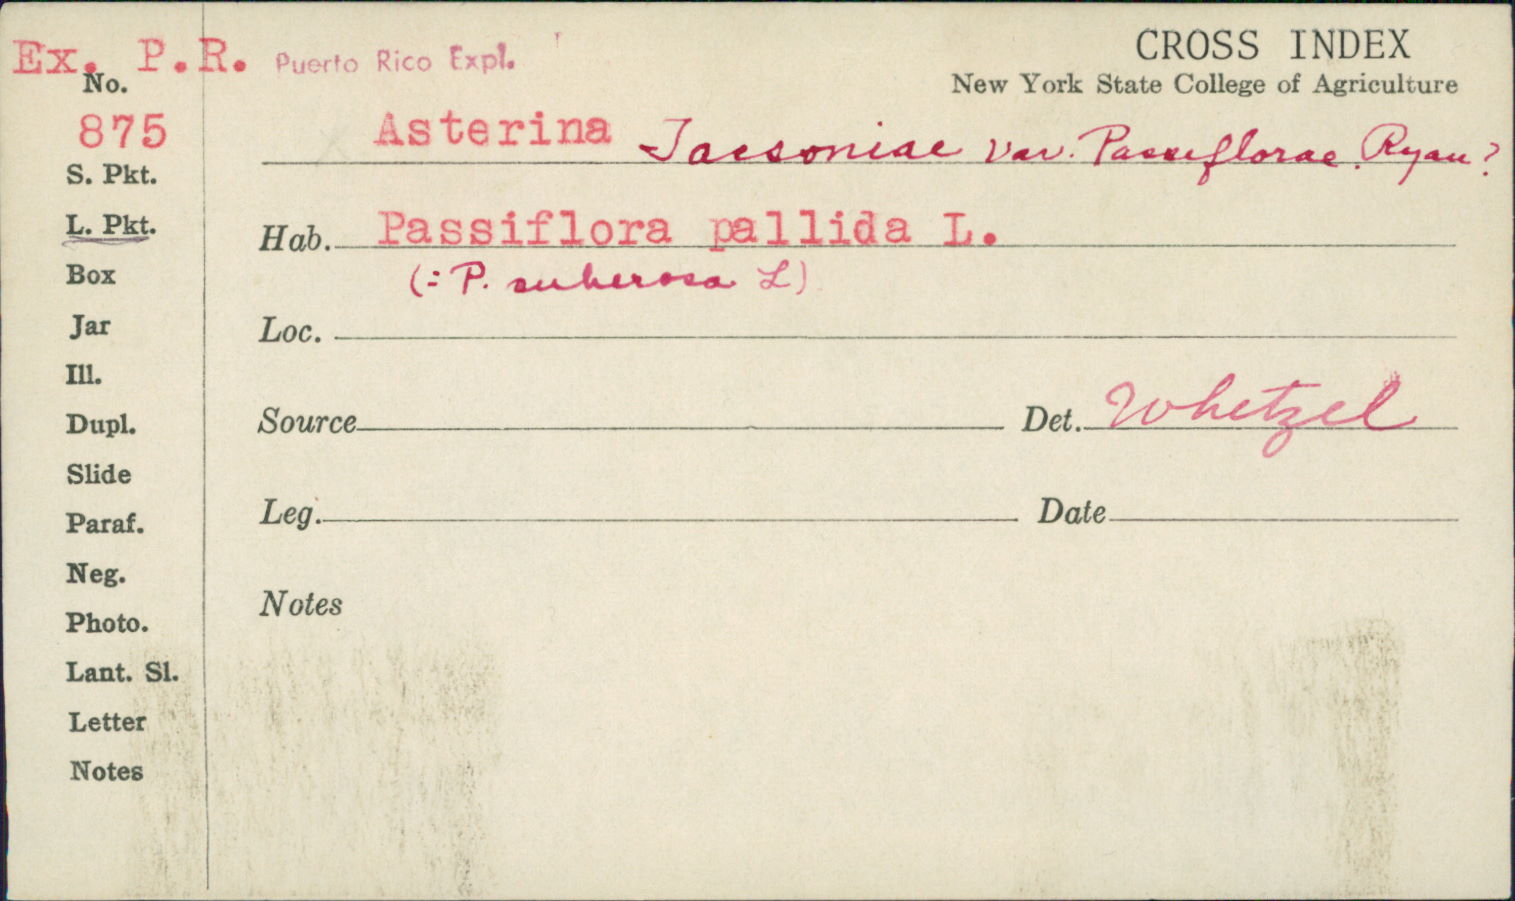 Ex. P.R. Puerto Rico Expl.
CROSS INDEX
New York State College of Agriculture
No.
875
Asterina Tacsoniae var. Passiflorae. Ryan?
S. Pkt.
L. Pkt.
Hab. Passiflora pallida L.
(= P. suberosa L)
Box
Jar
Loc.
Ill.
Dupl.
Source Det. Whetzel
Slide
Paraf.
Leg. Date
Neg.
Notes
Photo.
Lant. Sl.
Letter
Notes